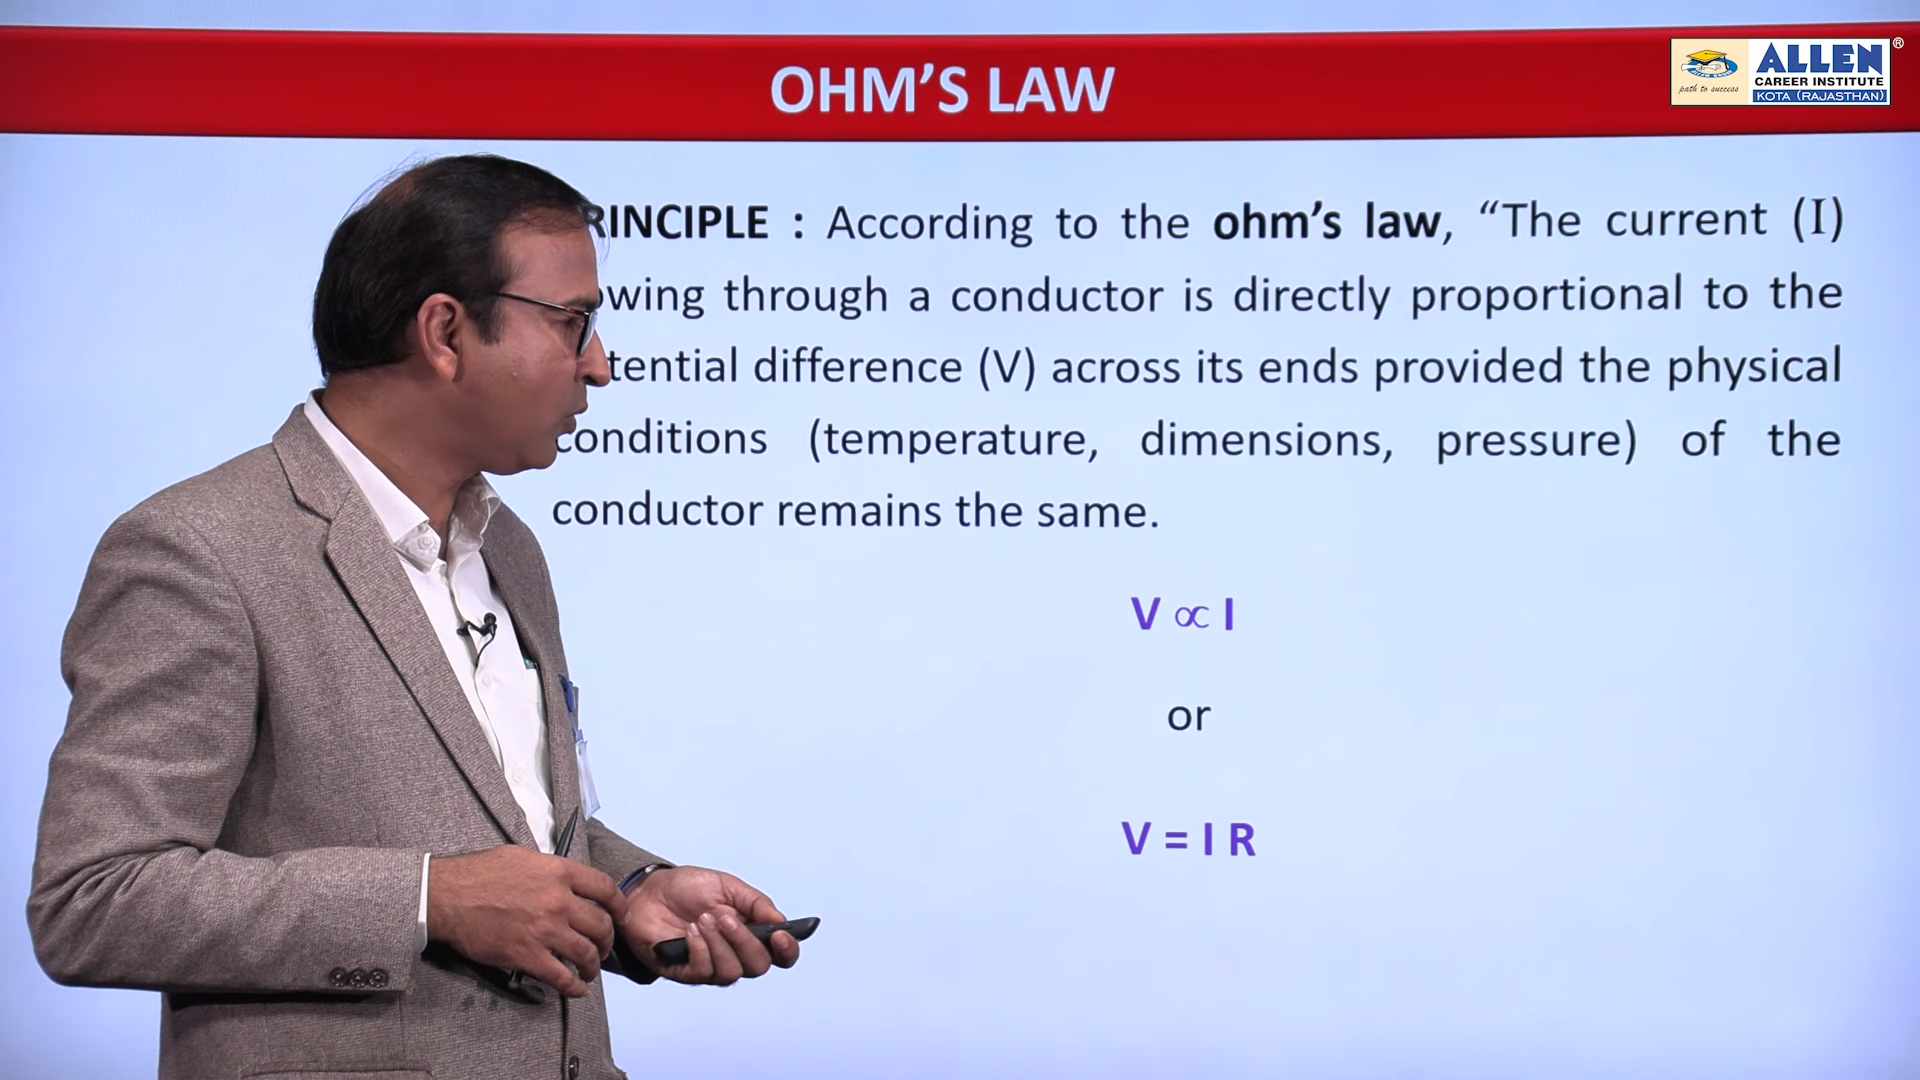 OHM'S LAW
ALLEN
®
CAREER INSTITUTE
path to success
KOTA (RAJASTHAN)
RINCIPLE : According to the ohm's law, “The current (I)
owing through a conductor is directly proportional to the
tential difference (V) across its ends provided the physical
conditions (temperature, dimensions, pressure) of the
conductor remains the same.
V ∝ I
or
V = I R